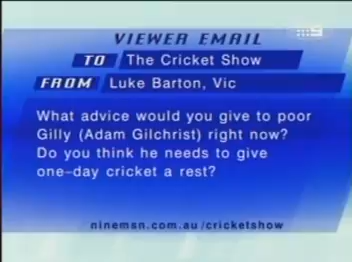 VIEWER EMAIL
TO The Cricket Show
FROM Luke Barton, Vic
What advice would you give to poor
Gilly (Adam Gilchrist) right now?
Do you think he needs to give
one-day cricket a rest?
ninemsn.com.au/cricketshow
9